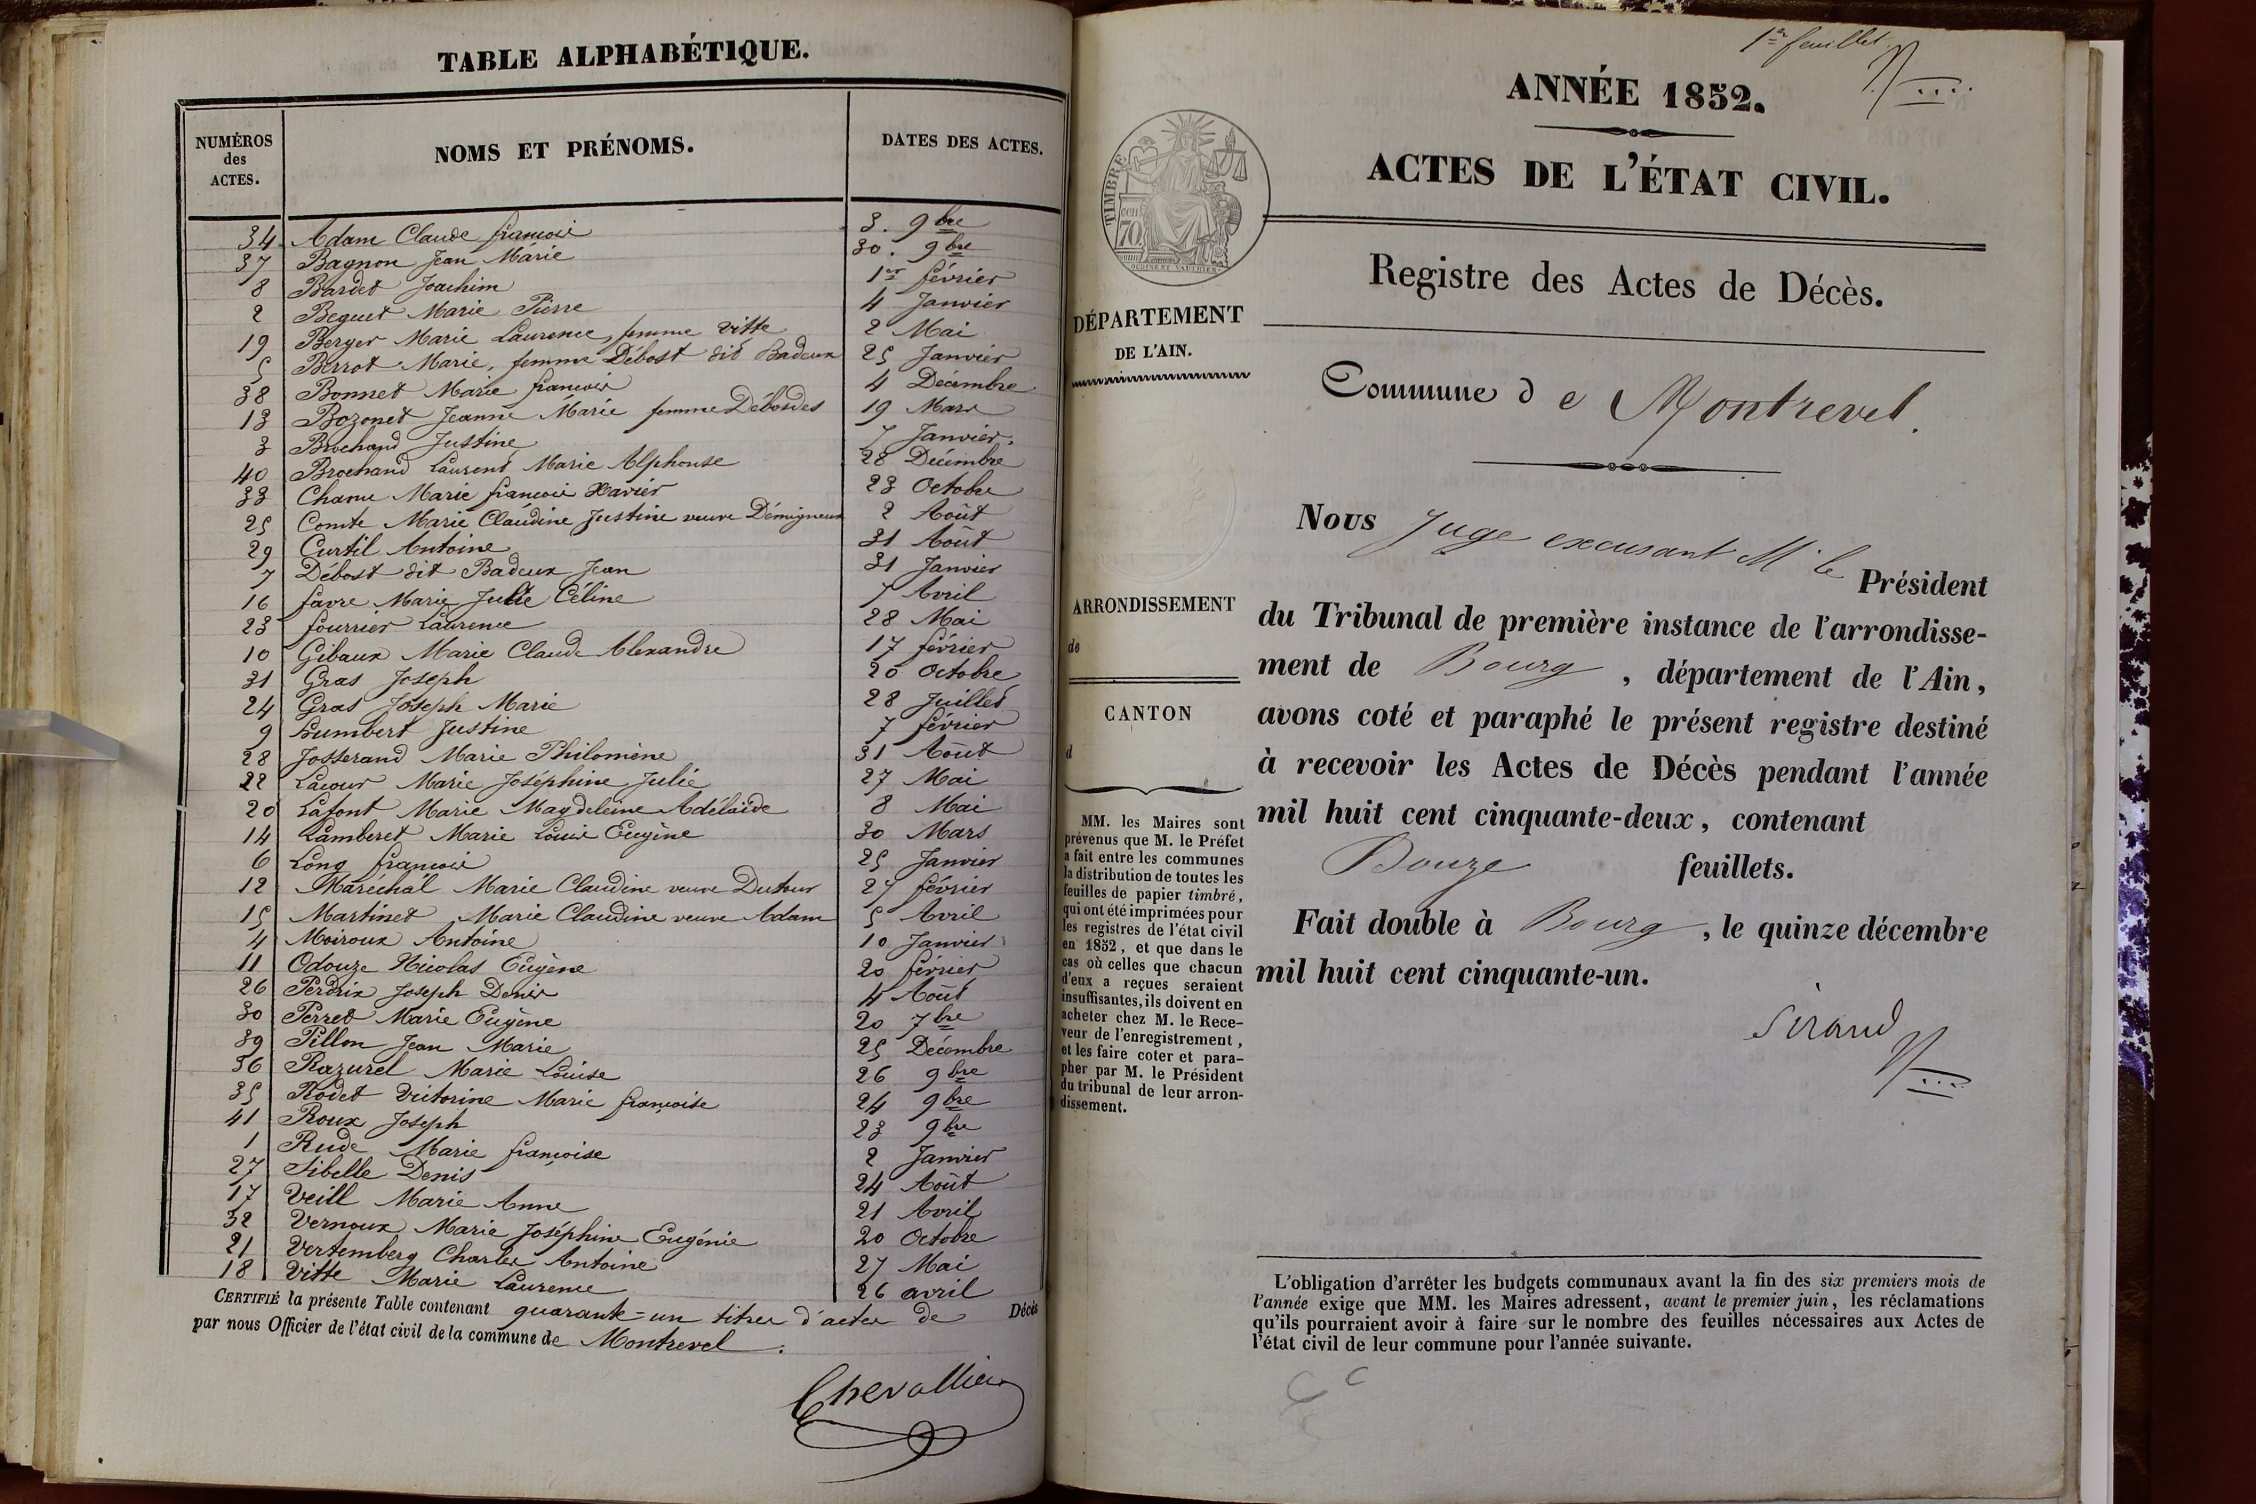 TABLE ALPHABÉTIQUE.
NUMÉROS
des
ACTES.
NOMS ET PRÉNOMS.
DATES DES ACTES.
34 Adam Claude françois 3. 9bre
37 Bagnon Jean Marie 30. 9bre
8 Bardet Joachim 1er février
2 Beguet Marie Pierre 4 Janvier
19 Berger Marie Laurence, femme Vitte 2 Mai
5 Berrot Marie, femme Débost dit Badeux 25 Janvier
38 Bonnet Marie françois 4 Décembre
13 Bozonet Jeanne Marie femme Débordes 19 Mars
3 Brochand Justine 7 Janvier.
40 Brochand Laurent Marie Alphonse 28 Décembre
33 Chanu Marie françois Xavier 23 Octobre
25 Comte Marie Claudine Justine veuve Démigneux 2 Août
29 Curtil Antoine 31 Août
7 Débost dit Badeux Jean 31 Janvier
16 favre Marie Julie Céline 7 Avril
23 fourrier Laurence 28 Mai
10 Gibaux Marie Claude Alexandre 17 février
31 Gras Joseph 20 Octobre
24 Gras Joseph Marie 28 Juillet
9 Humbert Justine 7 février
28 Josserand Marie Philomène 31 Août
22 Lacour Marie Joséphine Julie 27 Mai
20 Lafont Marie Magdeleine Adélaïde 8 Mai
14 Lamberet Marie Louis Eugène 30 Mars
6 Long françois 25 Janvier
12 Maréchal Marie Claudine veuve Dutour 27 février
15 Martinet Marie Claudine veuve Adam 5 Avril
4 Moiroux Antoine 10 Janvier
11 Odouze Nicolas Eugène 20 février
26 Perdrix Joseph Denis 4 Août
30 Perret Marie Eugène 20 7bre
39 Pillon Jean Marie 25 Décembre
36 Razurel Marie Louise 26 9bre
35 Rodet Victorine Marie françoise 24 9bre
41 Roux Joseph 23 9bre
1 Rude Marie françoise 2 Janvier
27 Sibelle Denis 24 Août
17 Veill Marie Anne 21 Avril
32 Vernoux Marie Joséphine Eugénie 20 Octobre
21 Vertemberg Charles Antoine 27 Mai
18 Vitte Marie Laurence 26 avril
CERTIFIÉ la présente Table contenant quarante-un titres d'actes de Décès
par nous Officier de l'état civil de la commune de Montrevel.
Chevallier
1er feuillet.
ANNÉE 1852.
ACTES DE L'ÉTAT CIVIL.
TIMBRE
70
Registre des Actes de Décès.
DÉPARTEMENT
DE L'AIN.
Commune de Montrevel.
Nous Juge excusant Mr le Président
du Tribunal de première instance de l'arrondisse-
ment de Bourg, département de l'Ain,
avons coté et paraphé le présent registre destiné
à recevoir les Actes de Décès pendant l'année
mil huit cent cinquante-deux, contenant
Douze feuillets.
Fait double à Bourg, le quinze décembre
mil huit cent cinquante-un.
Sirand
ARRONDISSEMENT
de
CANTON
d
MM. les Maires sont
prévenus que M. le Préfet
a fait entre les communes
la distribution de toutes les
feuilles de papier timbré,
qui ont été imprimées pour
les registres de l'état civil
en 1852, et que dans le
cas où celles que chacun
d'eux a reçues seraient
insuffisantes, ils doivent en
acheter chez M. le Rece-
veur de l'enregistrement,
et les faire coter et para-
pher par M. le Président
du tribunal de leur arron-
dissement.
L'obligation d'arrêter les budgets communaux avant la fin des six premiers mois de
l'année exige que MM. les Maires adressent, avant le premier juin, les réclamations
qu'ils pourraient avoir à faire sur le nombre des feuilles nécessaires aux Actes de
l'état civil de leur commune pour l'année suivante.